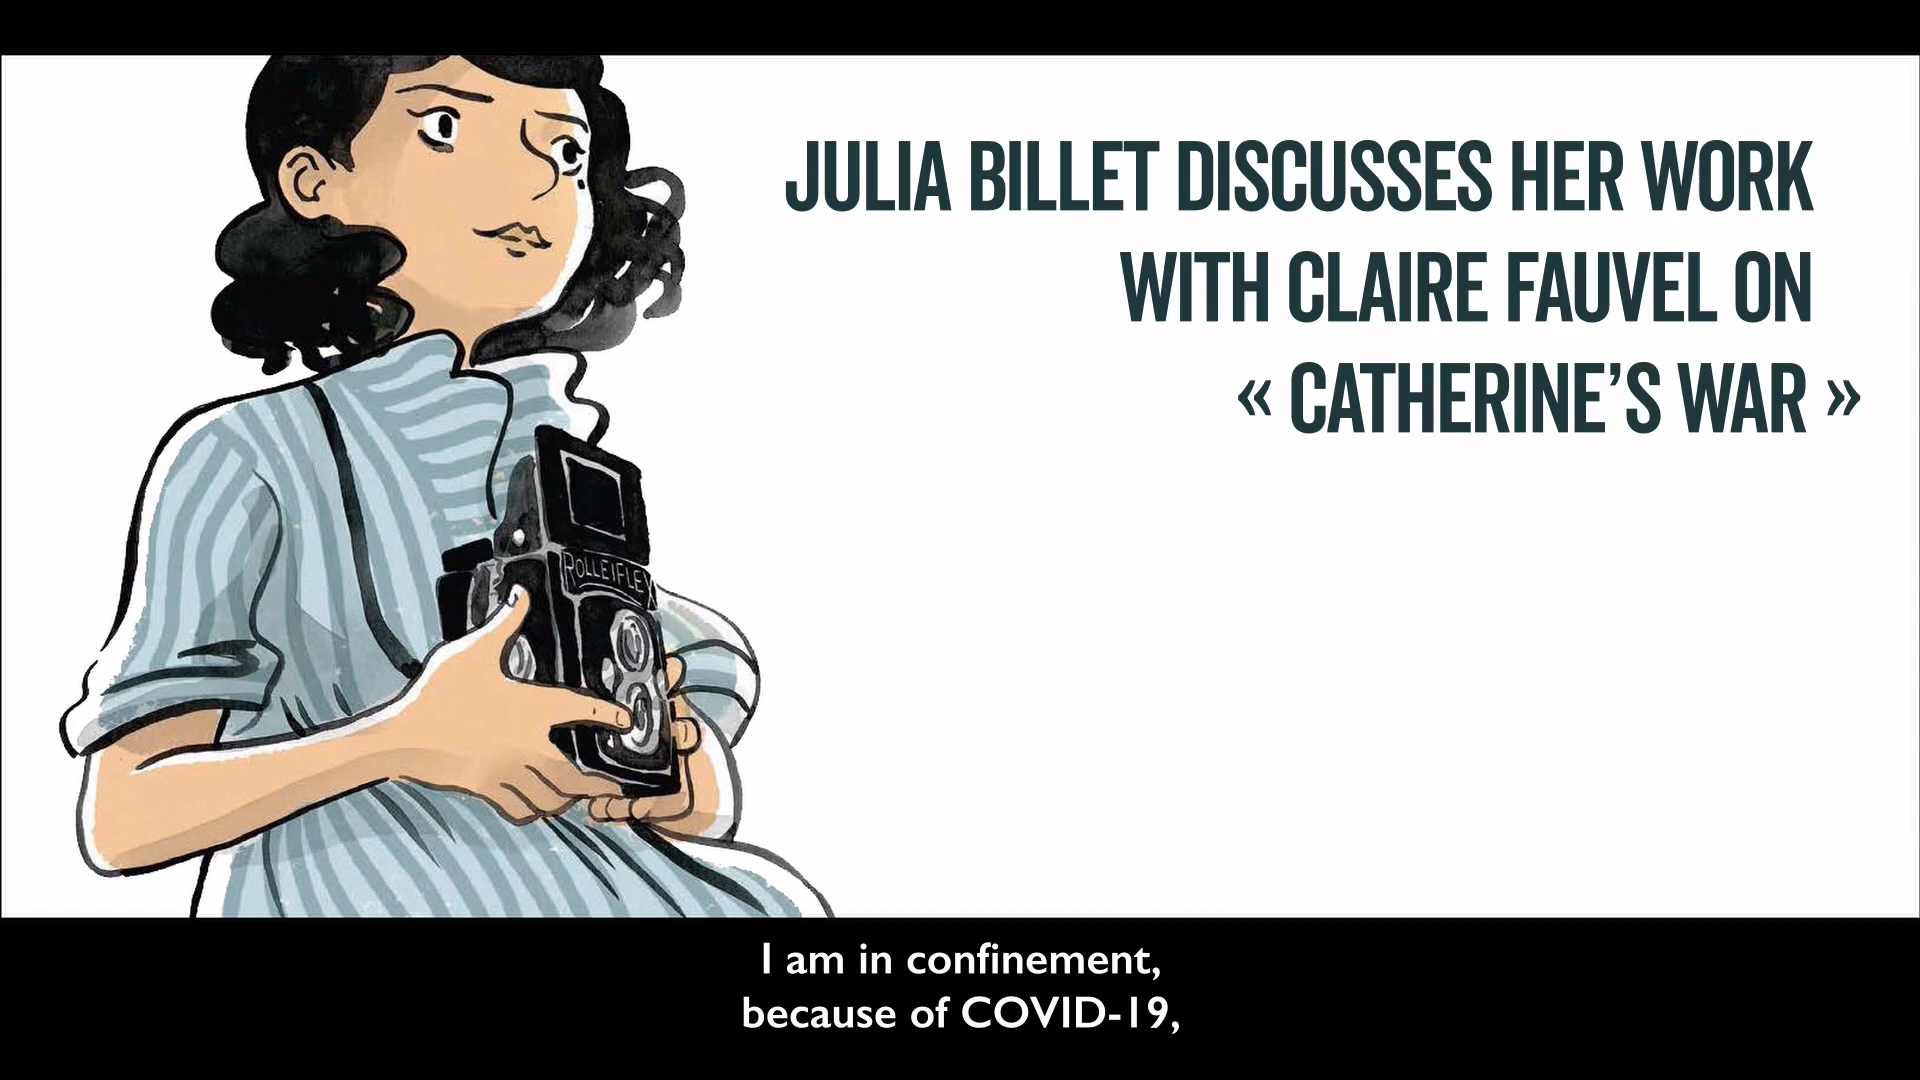 JULIA BILLET DISCUSSES HER WORK
WITH CLAIRE FAUVEL ON
« CATHERINE’S WAR »
ROLLEIFLEX
I am in confinement,
because of COVID-19,